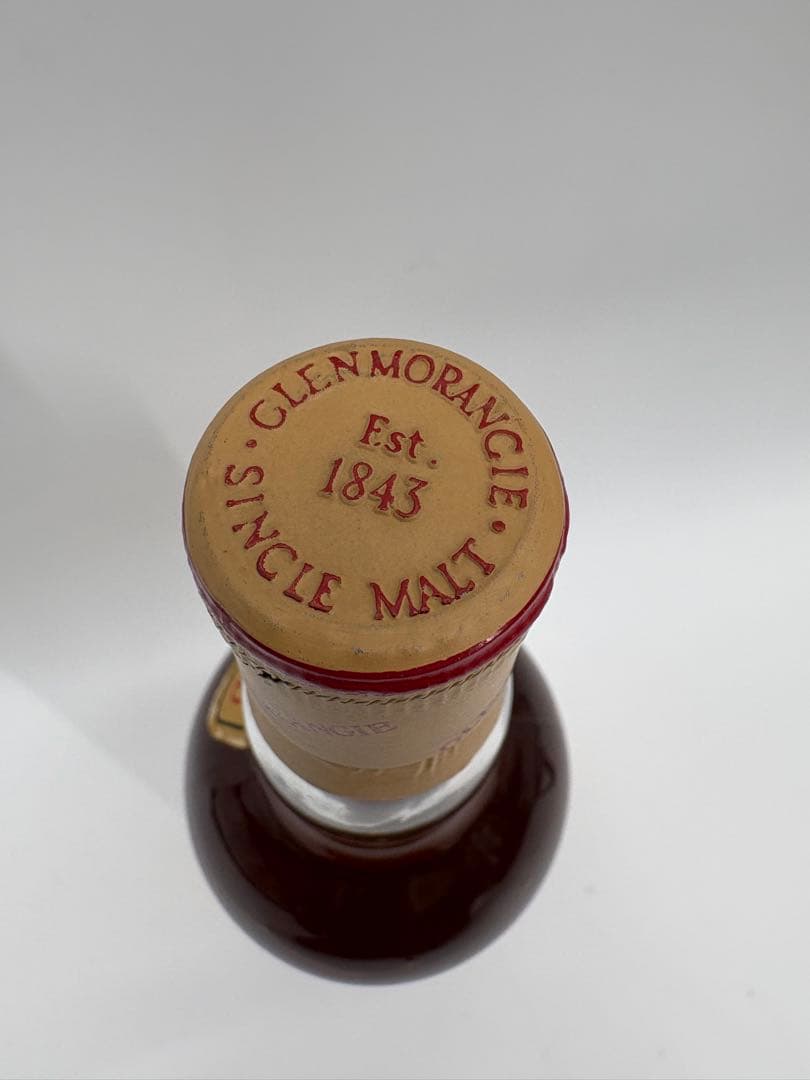 · GLENMORANGIE ·
Est.
1843
SINGLE MALT